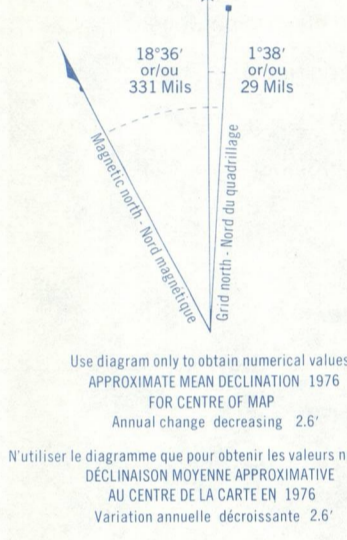 18°36′ 1°38′
or/ou or/ou
331 Mils 29 Mils
Magnetic north - Nord magnétique
Grid north - Nord du quadrillage
Use diagram only to obtain numerical values
APPROXIMATE MEAN DECLINATION 1976
FOR CENTRE OF MAP
Annual change decreasing 2.6′
N'utiliser le diagramme que pour obtenir les valeurs n
DÉCLINAISON MOYENNE APPROXIMATIVE
AU CENTRE DE LA CARTE EN 1976
Variation annuelle décroissante 2.6′